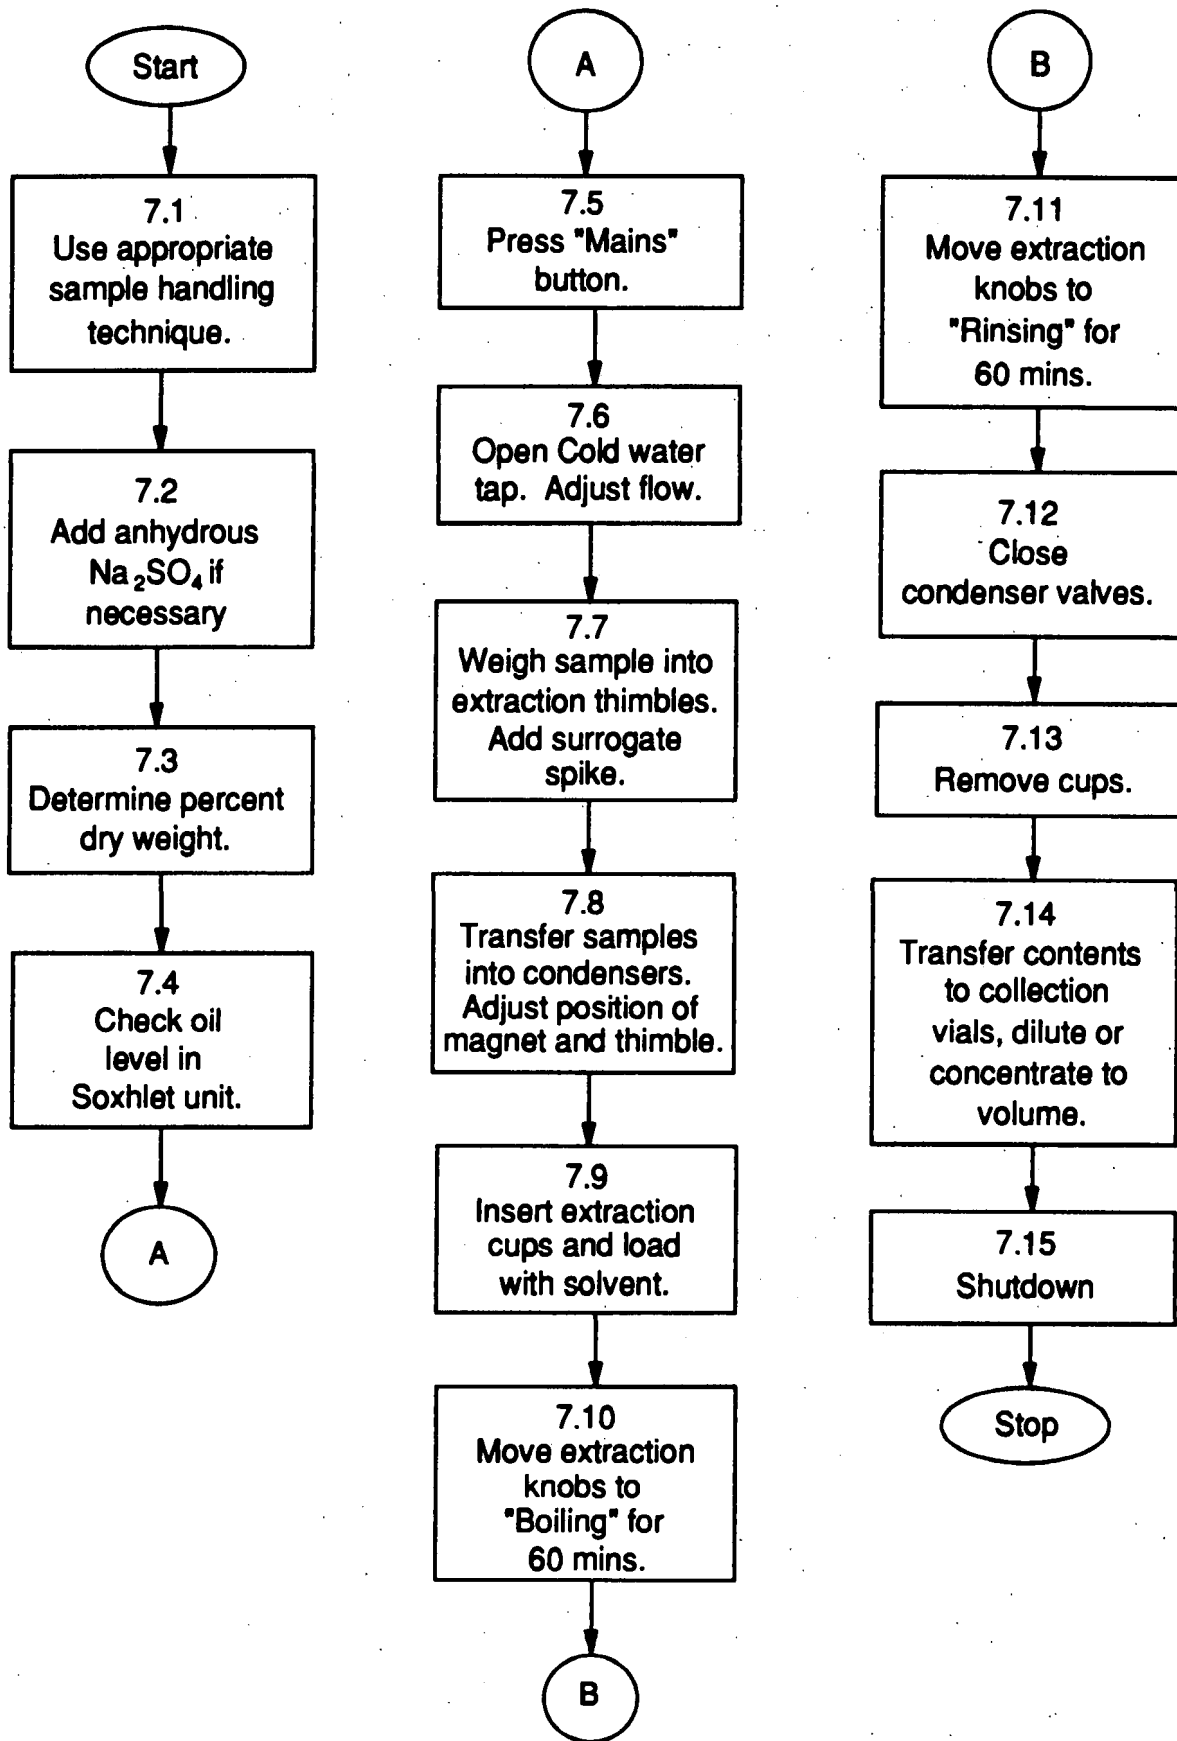 Start
7.1
Use appropriate
sample handling
technique.
7.2
Add anhydrous
Na₂SO₄ if
necessary
7.3
Determine percent
dry weight.
7.4
Check oil
level in
Soxhlet unit.
A
A
7.5
Press "Mains"
button.
7.6
Open Cold water
tap. Adjust flow.
7.7
Weigh sample into
extraction thimbles.
Add surrogate
spike.
7.8
Transfer samples
into condensers.
Adjust position of
magnet and thimble.
7.9
Insert extraction
cups and load
with solvent.
7.10
Move extraction
knobs to
"Boiling" for
60 mins.
B
B
7.11
Move extraction
knobs to
"Rinsing" for
60 mins.
7.12
Close
condenser valves.
7.13
Remove cups.
7.14
Transfer contents
to collection
vials, dilute or
concentrate to
volume.
7.15
Shutdown
Stop